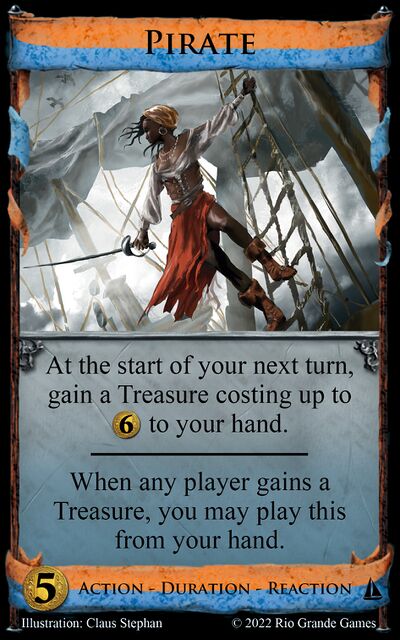 PIRATE
At the start of your next turn,
gain a Treasure costing up to
6 to your hand.
When any player gains a
Treasure, you may play this
from your hand.
5 ACTION - DURATION - REACTION
Illustration: Claus Stephan © 2022 Rio Grande Games